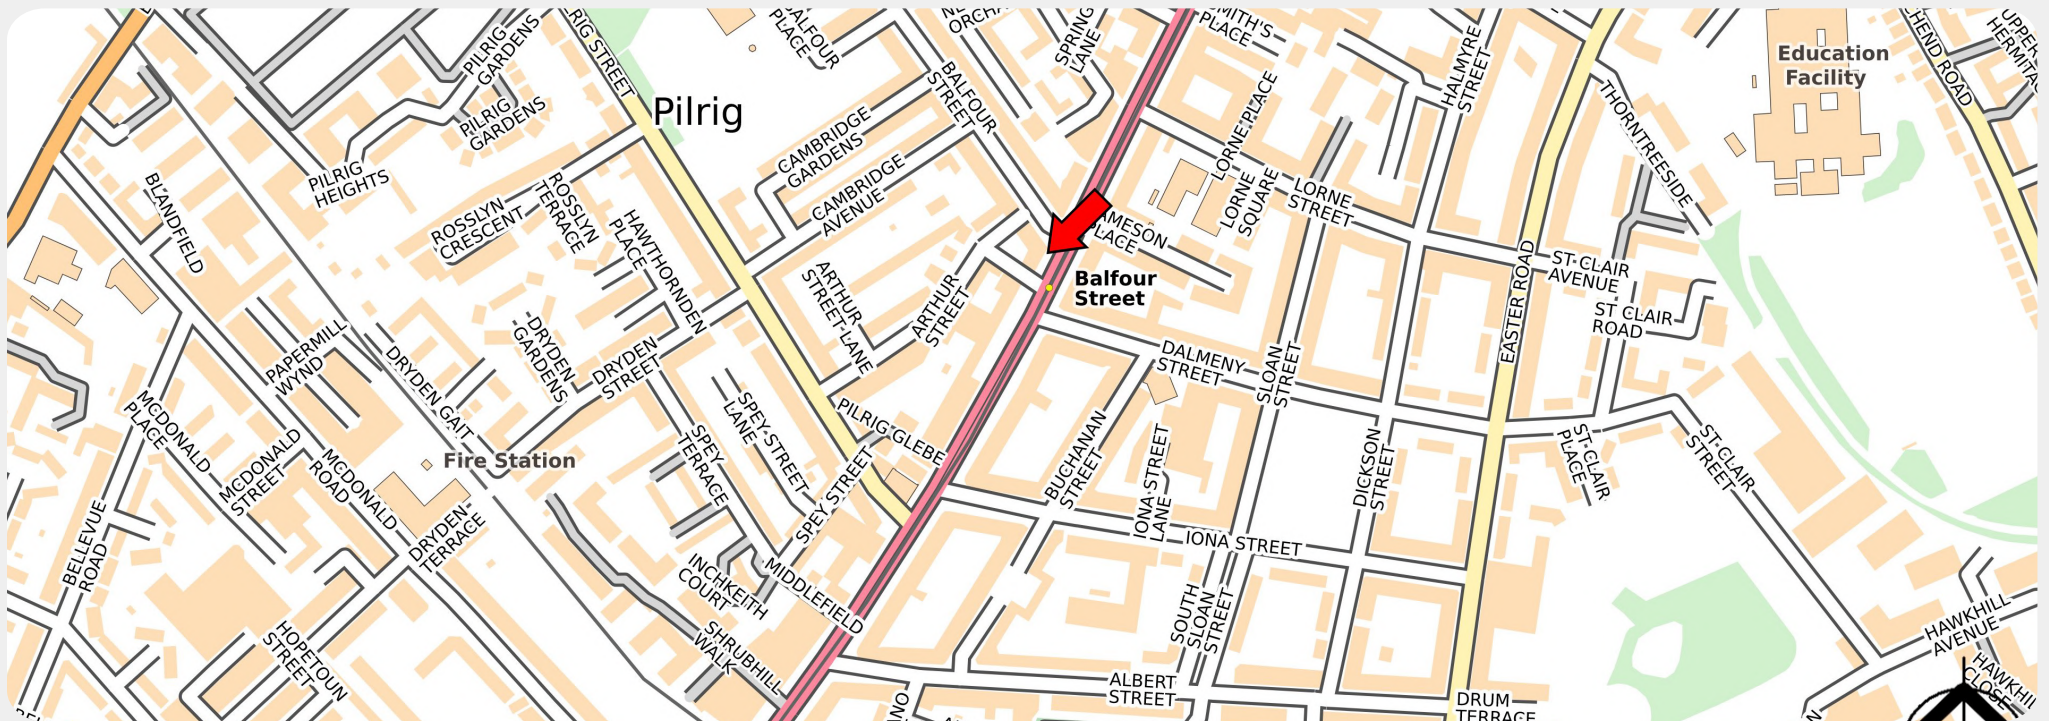 BALFOUR
PLACE
SPRING
LANE
SMITH'S
PLACE
HALMYRE
STREET
Education
Facility
PILRIG
GARDENS
Pilrig
BALFOUR
STREET
LORNE PLACE
THORNTREESIDE
PILRIG
GARDENS
CAMBRIDGE
GARDENS
PILRIG
HEIGHTS
BLANDFIELD
ROSSLYN
CRESCENT
ROSSLYN
TERRACE
HAWTHORNDEN
PLACE
CAMBRIDGE
AVENUE
LORNE
SQUARE
LORNE
STREET
PLACE
EASTER ROAD
ST CLAIR
AVENUE
ST CLAIR
ROAD
ARTHUR
STREET LANE
ARTHUR
STREET
Balfour
Street
PAPERMILL
WYND
DRYDEN GAIT
DRYDEN
GARDENS
DRYDEN
STREET
DALMENY
STREET
SLOAN
STREET
MCDONALD
PLACE
MCDONALD
STREET
MCDONALD
ROAD
Fire Station
SPEY STREET
LANE
SPEY
TERRACE
PILRIG GLEBE
SPEY STREET
BUCHANAN
STREET
IONA STREET
LANE
DICKSON
STREET
ST CLAIR
PLACE
ST CLAIR
STREET
BELLEVUE
ROAD
DRYDEN
TERRACE
INCHKEITH
COURT
MIDDLEFIELD
IONA STREET
SOUTH
SLOAN
STREET
HOPETOUN
STREET
SHRUBHILL
WALK
ALBERT
STREET
DRUM
TERRACE
HAWKHILL
AVENUE
CLOSE